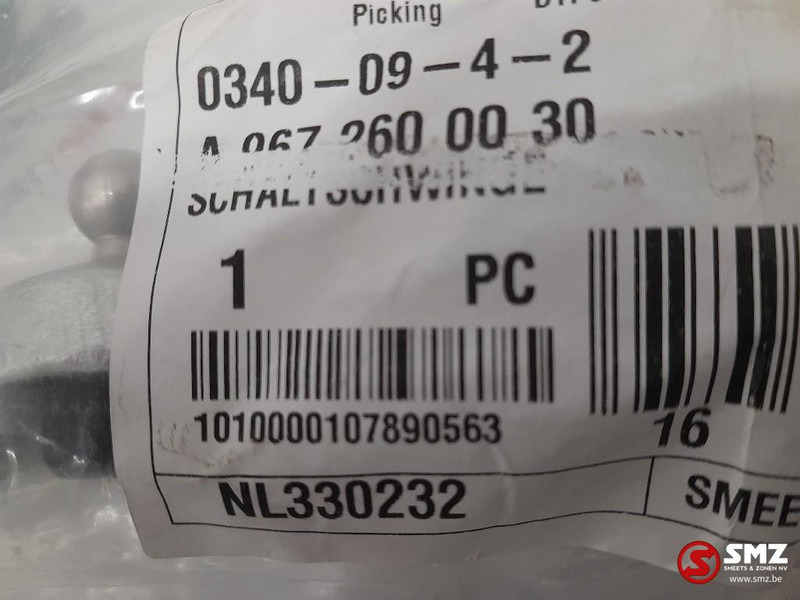 Picking
0340-09-4-2
A 967 260 00 30
SCHALTSCHWINGE
1 PC
1010000107890563
16
NL330232
SMEE
SMZ
SMEETS & ZONEN NV
www.smz.be